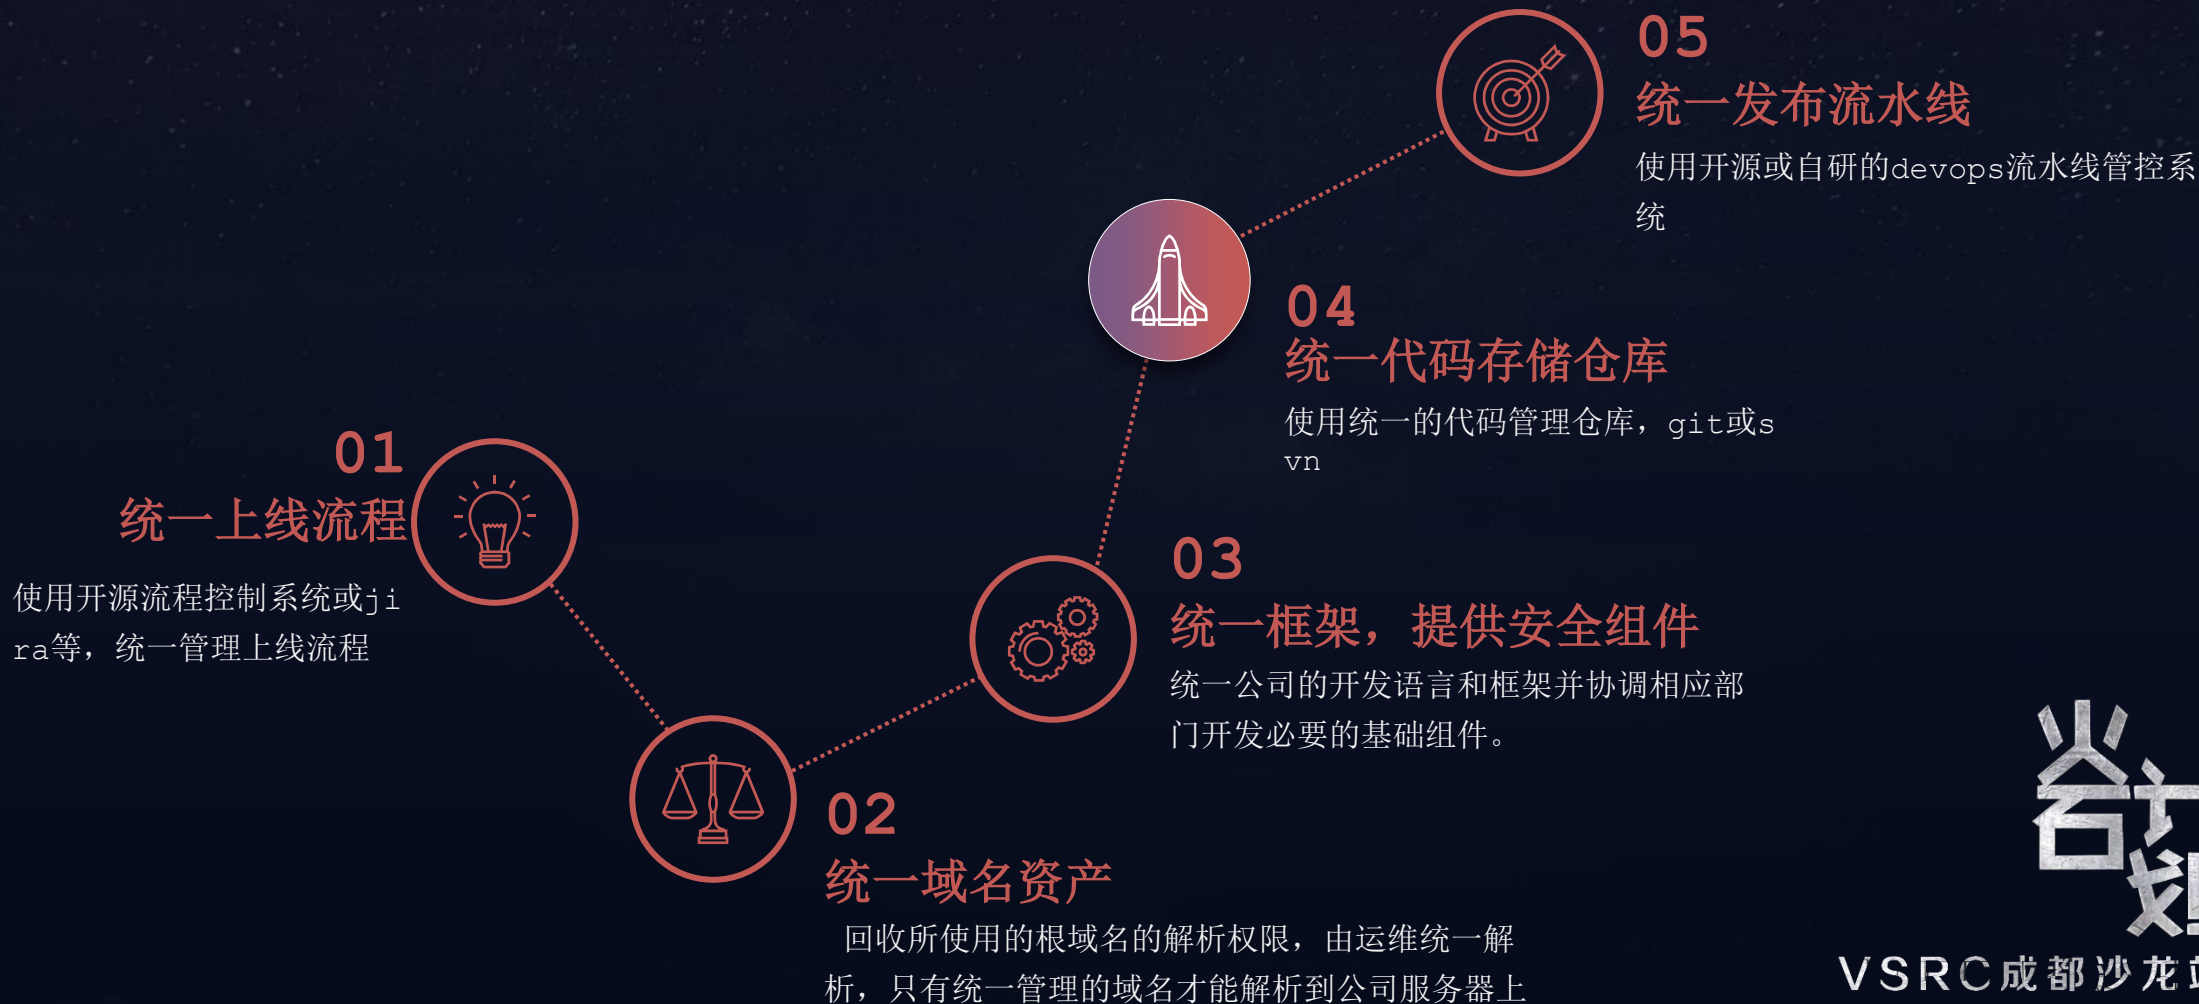 01
统一上线流程
使用开源流程控制系统或ji
ra等，统一管理上线流程
02
统一域名资产
回收所使用的根域名的解析权限，由运维统一解
析，只有统一管理的域名才能解析到公司服务器上
03
统一框架，提供安全组件
统一公司的开发语言和框架并协调相应部
门开发必要的基础组件。
04
统一代码存储仓库
使用统一的代码管理仓库，git或s
vn
05
统一发布流水线
使用开源或自研的devops流水线管控系
统
VSRC成都沙龙